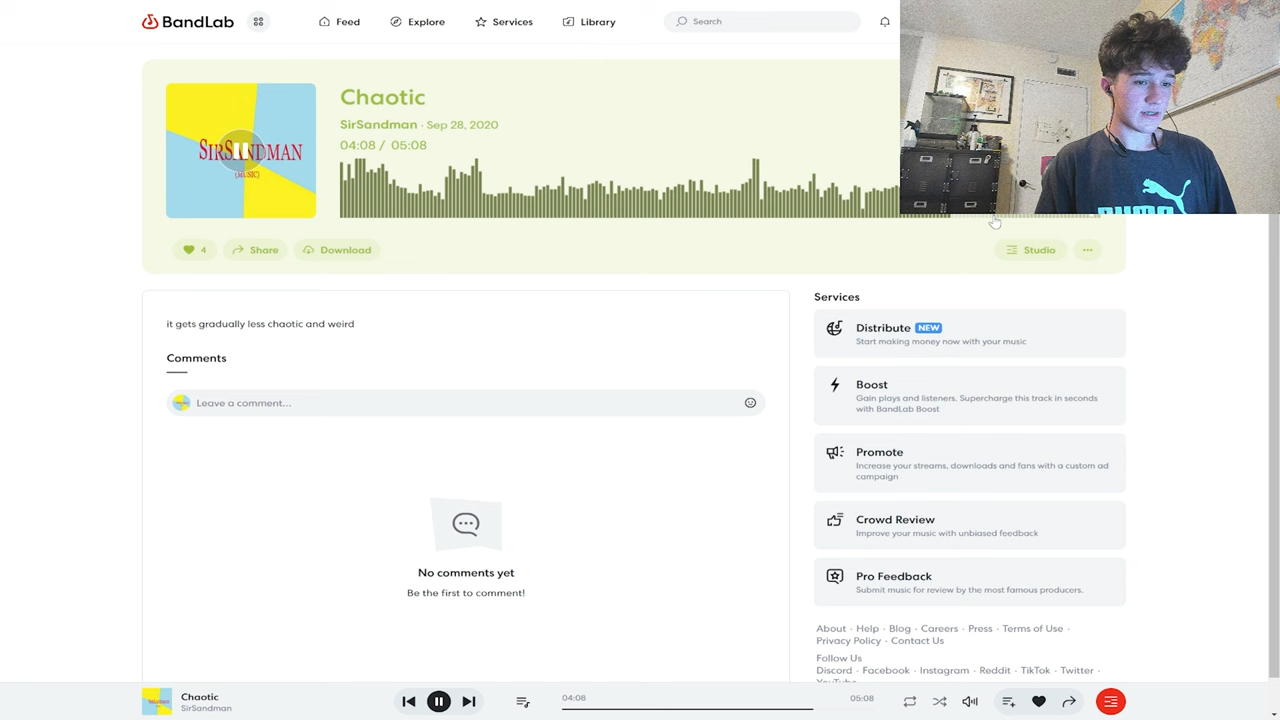 BandLab
Feed
Explore
Services
Library
Search
SIRSANDMAN
(MUSIC)
Chaotic
SirSandman · Sep 28, 2020
04:08 / 05:08
4
Share
Download
Studio
PUMA
it gets gradually less chaotic and weird
Comments
Leave a comment...
No comments yet
Be the first to comment!
Services
Distribute NEW
Start making money now with your music
Boost
Gain plays and listeners. Supercharge this track in seconds
with BandLab Boost
Promote
Increase your streams, downloads and fans with a custom ad
campaign
Crowd Review
Improve your music with unbiased feedback
Pro Feedback
Submit music for review by the most famous producers.
About · Help · Blog · Careers · Press · Terms of Use ·
Privacy Policy · Contact Us
Follow Us
Discord · Facebook · Instagram · Reddit · TikTok · Twitter ·
YouTube
Chaotic
SirSandman
04:08
05:08